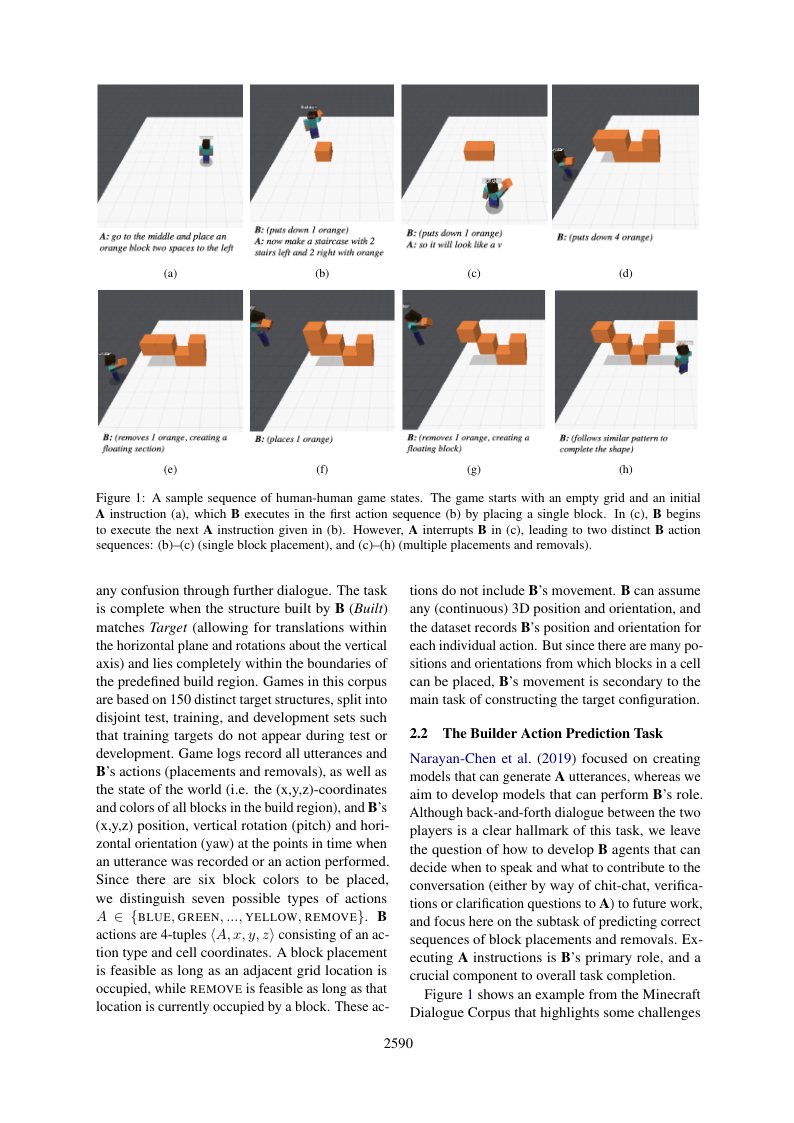 A: go to the middle and place an
orange block two spaces to the left
(a)
B: (puts down 1 orange)
A: now make a staircase with 2
stairs left and 2 right with orange
(b)
B: (puts down 1 orange)
A: so it will look like a v
(c)
B: (puts down 4 orange)
(d)
B: (removes 1 orange, creating a
floating section)
(e)
B: (places 1 orange)
(f)
B: (removes 1 orange, creating a
floating block)
(g)
B: (follows similar pattern to
complete the shape)
(h)
Figure 1: A sample sequence of human-human game states. The game starts with an empty grid and an initial
A instruction (a), which B executes in the first action sequence (b) by placing a single block. In (c), B begins
to execute the next A instruction given in (b). However, A interrupts B in (c), leading to two distinct B action
sequences: (b)–(c) (single block placement), and (c)–(h) (multiple placements and removals).
any confusion through further dialogue. The task
is complete when the structure built by B (Built)
matches Target (allowing for translations within
the horizontal plane and rotations about the vertical
axis) and lies completely within the boundaries of
the predefined build region. Games in this corpus
are based on 150 distinct target structures, split into
disjoint test, training, and development sets such
that training targets do not appear during test or
development. Game logs record all utterances and
B's actions (placements and removals), as well as
the state of the world (i.e. the (x,y,z)-coordinates
and colors of all blocks in the build region), and B's
(x,y,z) position, vertical rotation (pitch) and hori-
zontal orientation (yaw) at the points in time when
an utterance was recorded or an action performed.
Since there are six block colors to be placed,
we distinguish seven possible types of actions
A ∈ {BLUE, GREEN, ..., YELLOW, REMOVE}. B
actions are 4-tuples ⟨A, x, y, z⟩ consisting of an ac-
tion type and cell coordinates. A block placement
is feasible as long as an adjacent grid location is
occupied, while REMOVE is feasible as long as that
location is currently occupied by a block. These ac-
tions do not include B's movement. B can assume
any (continuous) 3D position and orientation, and
the dataset records B's position and orientation for
each individual action. But since there are many po-
sitions and orientations from which blocks in a cell
can be placed, B's movement is secondary to the
main task of constructing the target configuration.
2.2 The Builder Action Prediction Task
Narayan-Chen et al. (2019) focused on creating
models that can generate A utterances, whereas we
aim to develop models that can perform B's role.
Although back-and-forth dialogue between the two
players is a clear hallmark of this task, we leave
the question of how to develop B agents that can
decide when to speak and what to contribute to the
conversation (either by way of chit-chat, verifica-
tions or clarification questions to A) to future work,
and focus here on the subtask of predicting correct
sequences of block placements and removals. Ex-
ecuting A instructions is B's primary role, and a
crucial component to overall task completion.
Figure 1 shows an example from the Minecraft
Dialogue Corpus that highlights some challenges
2590